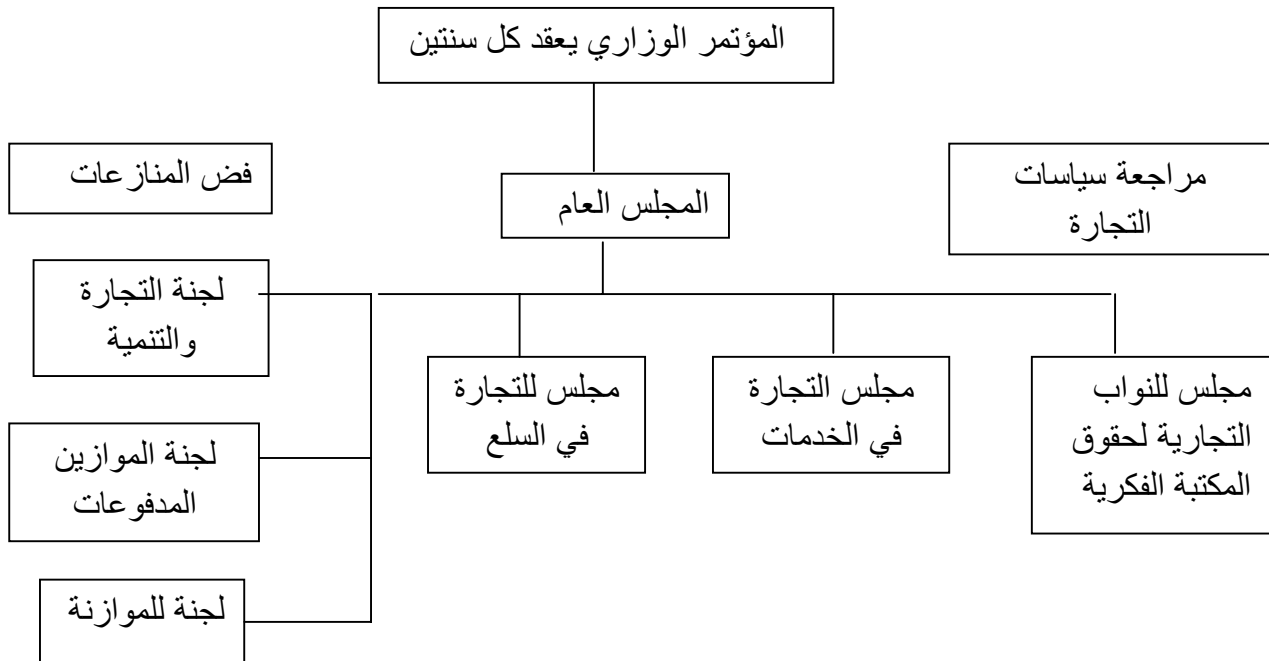 المؤتمر الوزاري يعقد كل سنتين
مراجعة سياسات
التجارة
فض المنازعات
المجلس العام
لجنة التجارة
والتنمية
مجلس للنواب
التجارية لحقوق
المكتبة الفكرية
مجلس التجارة
في الخدمات
مجلس للتجارة
في السلع
لجنة الموازين
المدفوعات
لجنة للموازنة